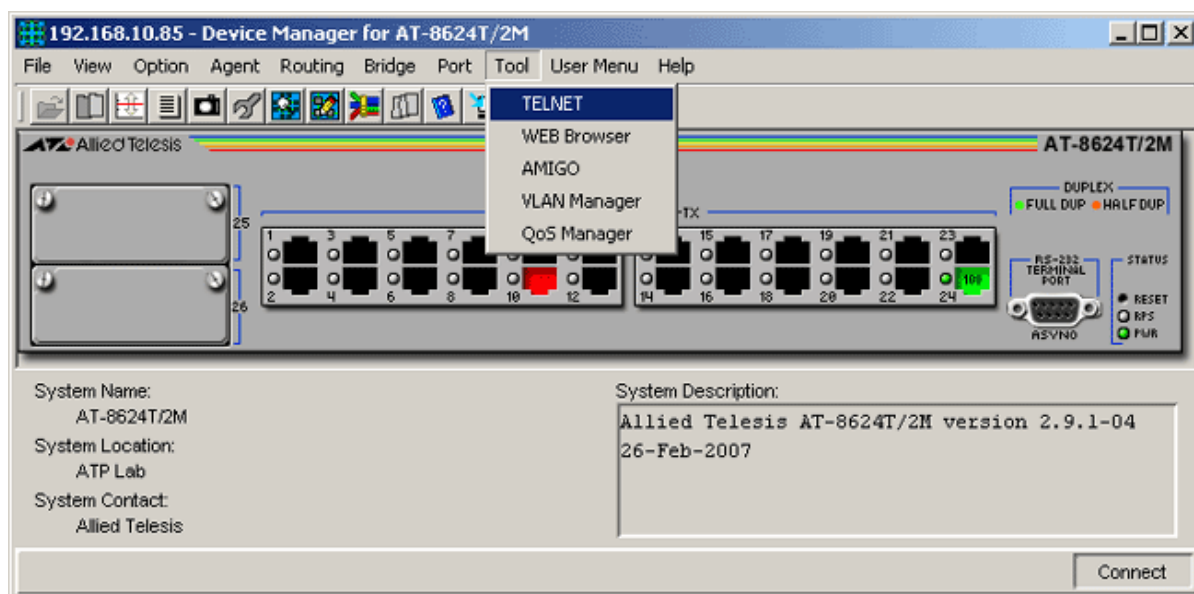 192.168.10.85 - Device Manager for AT-8624T/2M
File View Option Agent Routing Bridge Port Tool User Menu Help
TELNET
WEB Browser
AMIGO
VLAN Manager
QoS Manager
Allied Telesis
AT-8624T/2M
DUPLEX
FULL DUP HALF DUP
25
-TX
1 3 5 7 15 17 19 21 23
RS-232
TERMINAL
PORT
STATUS
100
26
2 4 6 8 10 12 14 16 18 20 22 24
RESET
RPS
PWR
ASYN0
System Name:
AT-8624T/2M
System Location:
ATP Lab
System Contact:
Allied Telesis
System Description:
Allied Telesis AT-8624T/2M version 2.9.1-04
26-Feb-2007
Connect